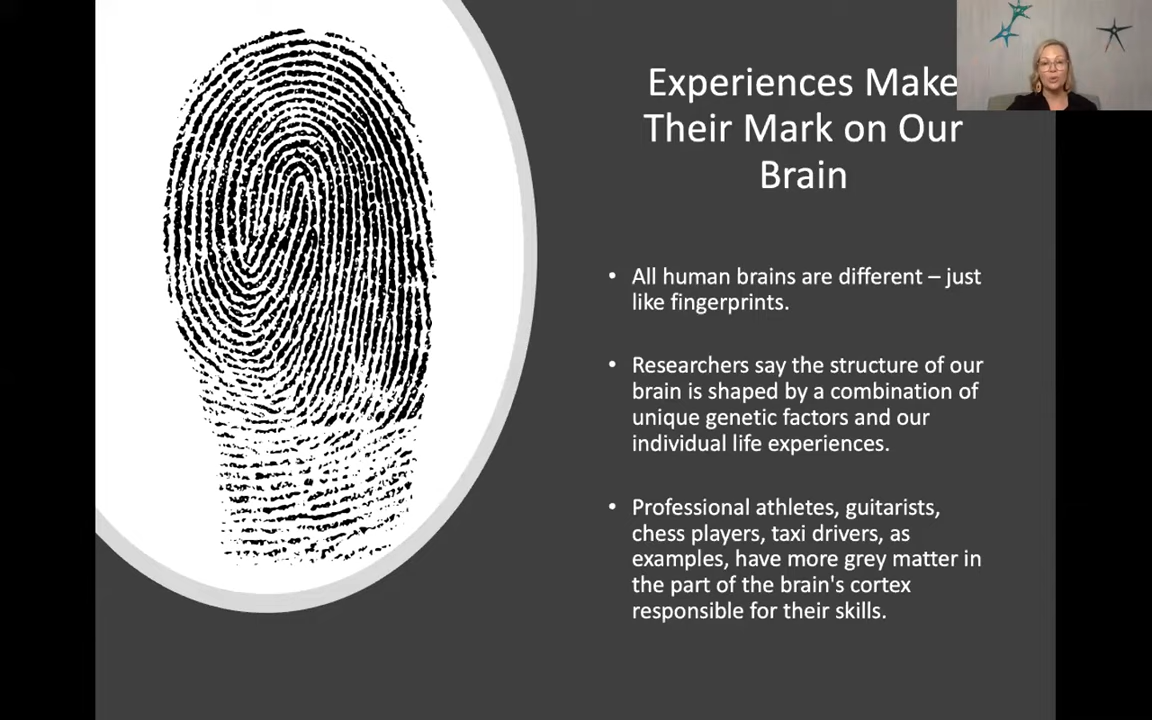 Experiences Make
Their Mark on Our
Brain
• All human brains are different – just
like fingerprints.
• Researchers say the structure of our
brain is shaped by a combination of
unique genetic factors and our
individual life experiences.
• Professional athletes, guitarists,
chess players, taxi drivers, as
examples, have more grey matter in
the part of the brain's cortex
responsible for their skills.